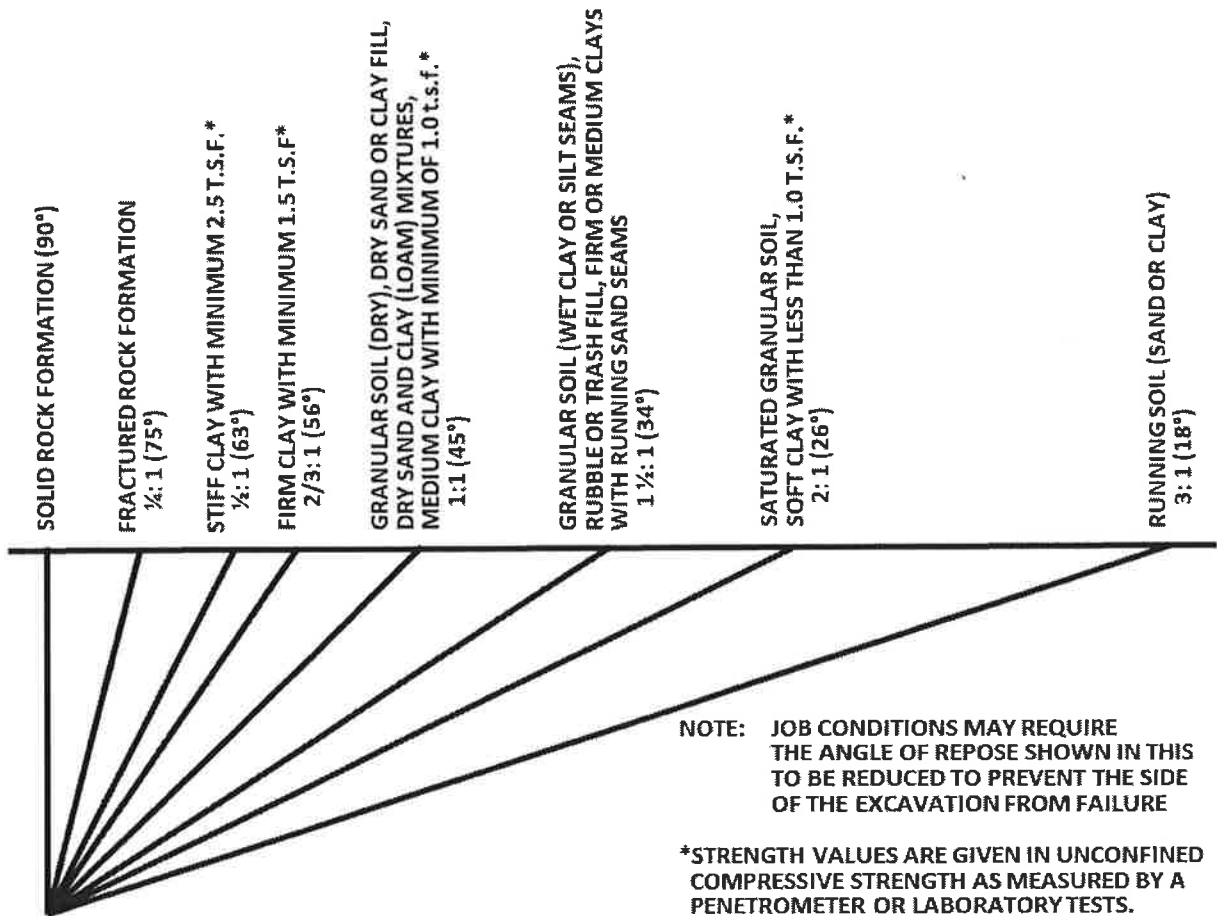 SOLID ROCK FORMATION (90°)
FRACTURED ROCK FORMATION
¼: 1 (75°)
STIFF CLAY WITH MINIMUM 2.5 T.S.F.*
½: 1 (63°)
FIRM CLAY WITH MINIMUM 1.5 T.S.F*
2/3: 1 (56°)
GRANULAR SOIL (DRY), DRY SAND OR CLAY FILL,
DRY SAND AND CLAY (LOAM) MIXTURES,
MEDIUM CLAY WITH MINIMUM OF 1.0 t.s.f.*
1:1 (45°)
GRANULAR SOIL (WET CLAY OR SILT SEAMS),
RUBBLE OR TRASH FILL, FIRM OR MEDIUM CLAYS
WITH RUNNING SAND SEAMS
1 ½: 1 (34°)
SATURATED GRANULAR SOIL,
SOFT CLAY WITH LESS THAN 1.0 T.S.F.*
2: 1 (26°)
RUNNING SOIL (SAND OR CLAY)
3: 1 (18°)
NOTE: JOB CONDITIONS MAY REQUIRE
THE ANGLE OF REPOSE SHOWN IN THIS
TO BE REDUCED TO PREVENT THE SIDE
OF THE EXCAVATION FROM FAILURE
*STRENGTH VALUES ARE GIVEN IN UNCONFINED
COMPRESSIVE STRENGTH AS MEASURED BY A
PENETROMETER OR LABORATORY TESTS.